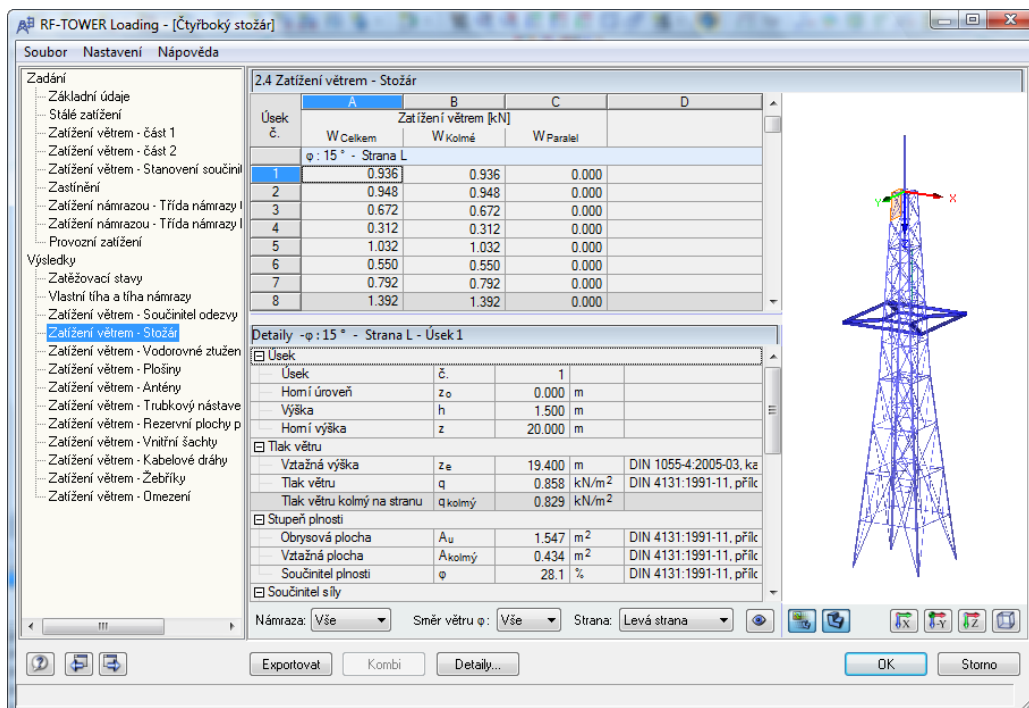 RF-TOWER Loading - [Čtyřboký stožár]
Soubor Nastavení Nápověda
Zadání
Základní údaje
Stálé zatížení
Zatížení větrem - část 1
Zatížení větrem - část 2
Zatížení větrem - Stanovení součinit
Zastínění
Zatížení námrazou - Třída námrazy
Zatížení námrazou - Třída námrazy
Provozní zatížení
Výsledky
Zatěžovací stavy
Vlastní tíha a tíha námrazy
Zatížení větrem - Součinitel odezvy
Zatížení větrem - Stožár
Zatížení větrem - Vodorovné ztužen
Zatížení větrem - Plošiny
Zatížení větrem - Antény
Zatížení větrem - Trubkový nástave
Zatížení větrem - Rezervní plochy p
Zatížení větrem - Vnitřní šachty
Zatížení větrem - Kabelové dráhy
Zatížení větrem - Žebříky
Zatížení větrem - Omezení
2.4 Zatížení větrem - Stožár
A B C D
Úsek č. Zatížení větrem [kN]
W Celkem W Kolmé W Paralel
φ : 15 ° - Strana L
1 0.936 0.936 0.000
2 0.948 0.948 0.000
3 0.672 0.672 0.000
4 0.312 0.312 0.000
5 1.032 1.032 0.000
6 0.550 0.550 0.000
7 0.792 0.792 0.000
8 1.392 1.392 0.000
Detaily -φ : 15 ° - Strana L - Úsek 1
Úsek
Úsek č. 1
Horní úroveň zo 0.000 m
Výška h 1.500 m
Horní výška z 20.000 m
Tlak větru
Vztažná výška ze 19.400 m DIN 1055-4:2005-03, ka
Tlak větru q 0.858 kN/m2 DIN 4131:1991-11, příлc
Tlak větru kolmý na stranu qkolmý 0.829 kN/m2
Stupeň plnosti
Obrysová plocha Au 1.547 m2 DIN 4131:1991-11, přílc
Vztažná plocha Akolmý 0.434 m2 DIN 4131:1991-11, přílc
Součinitel plnosti φ 28.1 % DIN 4131:1991-11, přílc
Součinitel síly
Námraza: Vše Směr větru φ: Vše Strana: Levá strana
X
Y
Z
X -Y Z
Exportovat Kombi Detaily... OK Storno